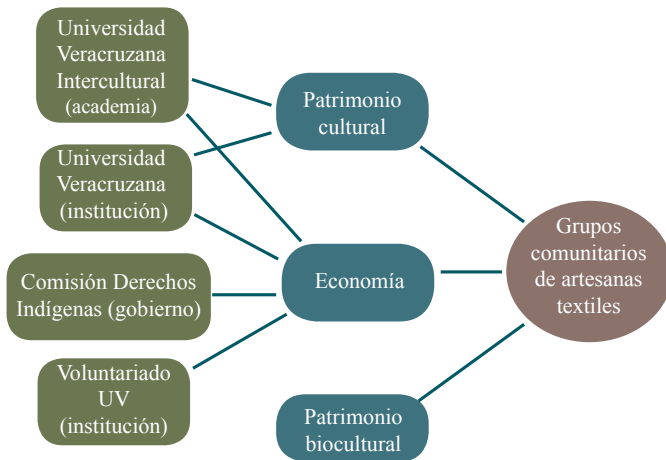 Universidad
Veracruzana
Intercultural
(academia)
Universidad
Veracruzana
(institución)
Comisión Derechos
Indígenas (gobierno)
Voluntariado
UV
(institución)
Patrimonio
cultural
Economía
Patrimonio
biocultural
Grupos
comunitarios
de artesanas
textiles